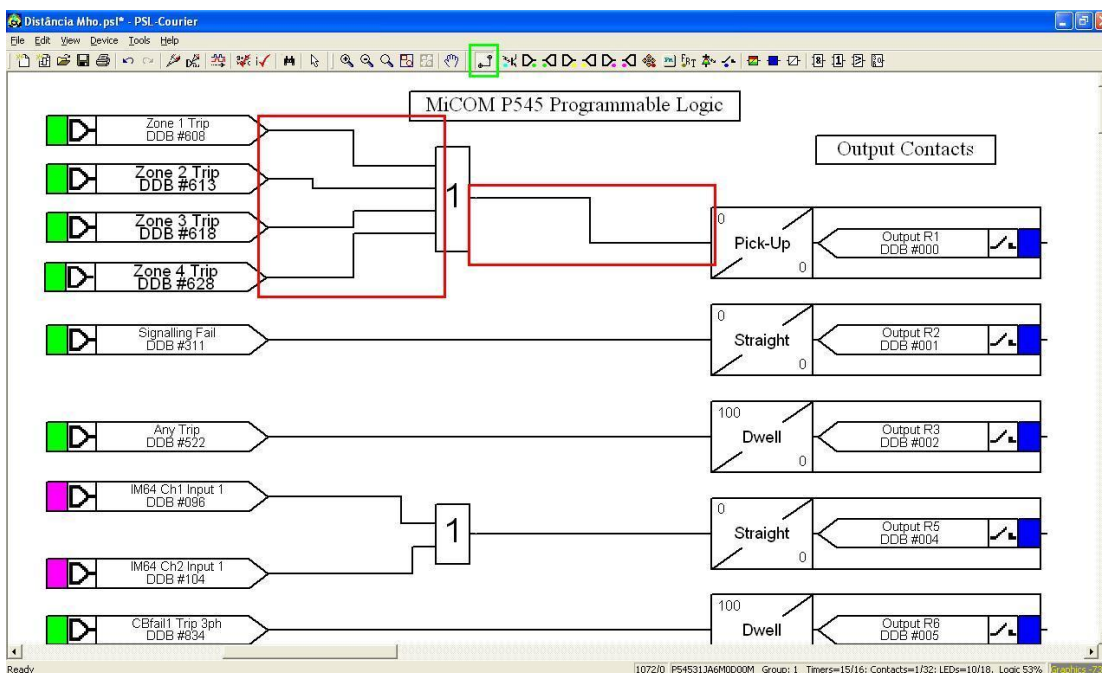 Distância Mho.psl* - PSL-Courier
File Edit View Device Tools Help
MiCOM P545 Programmable Logic
Output Contacts
Zone 1 Trip
DDB #608
Zone 2 Trip
DDB #613
Zone 3 Trip
DDB #618
Zone 4 Trip
DDB #628
1
0
Pick-Up
0
Output R1
DDB #000
Signalling Fail
DDB #311
0
Straight
0
Output R2
DDB #001
Any Trip
DDB #522
100
Dwell
0
Output R3
DDB #002
IM64 Ch1 Input 1
DDB #096
IM64 Ch2 Input 1
DDB #104
1
0
Straight
0
Output R5
DDB #004
CBfail1 Trip 3ph
DDB #834
100
Dwell
Output R6
DDB #005
Ready
1072/0 P54531JA6M0D00M Group: 1 Timers=15/16: Contacts=1/32: LEDs=10/18. Logic 53%